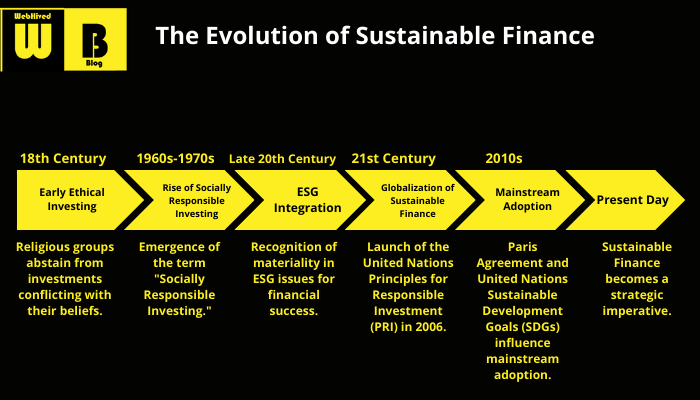 WebHived
W
B
Blog
The Evolution of Sustainable Finance
18th Century
1960s-1970s
Late 20th Century
21st Century
2010s
Early Ethical
Investing
Rise of Socially
Responsible
Investing
ESG
Integration
Globalization of
Sustainable
Finance
Mainstream
Adoption
Present Day
Religious groups
abstain from
investments
conflicting with
their beliefs.
Emergence of
the term
"Socially
Responsible
Investing."
Recognition of
materiality in
ESG issues for
financial
success.
Launch of the
United Nations
Principles for
Responsible
Investment
(PRI) in 2006.
Paris
Agreement and
United Nations
Sustainable
Development
Goals (SDGs)
influence
mainstream
adoption.
Sustainable
Finance
becomes a
strategic
imperative.